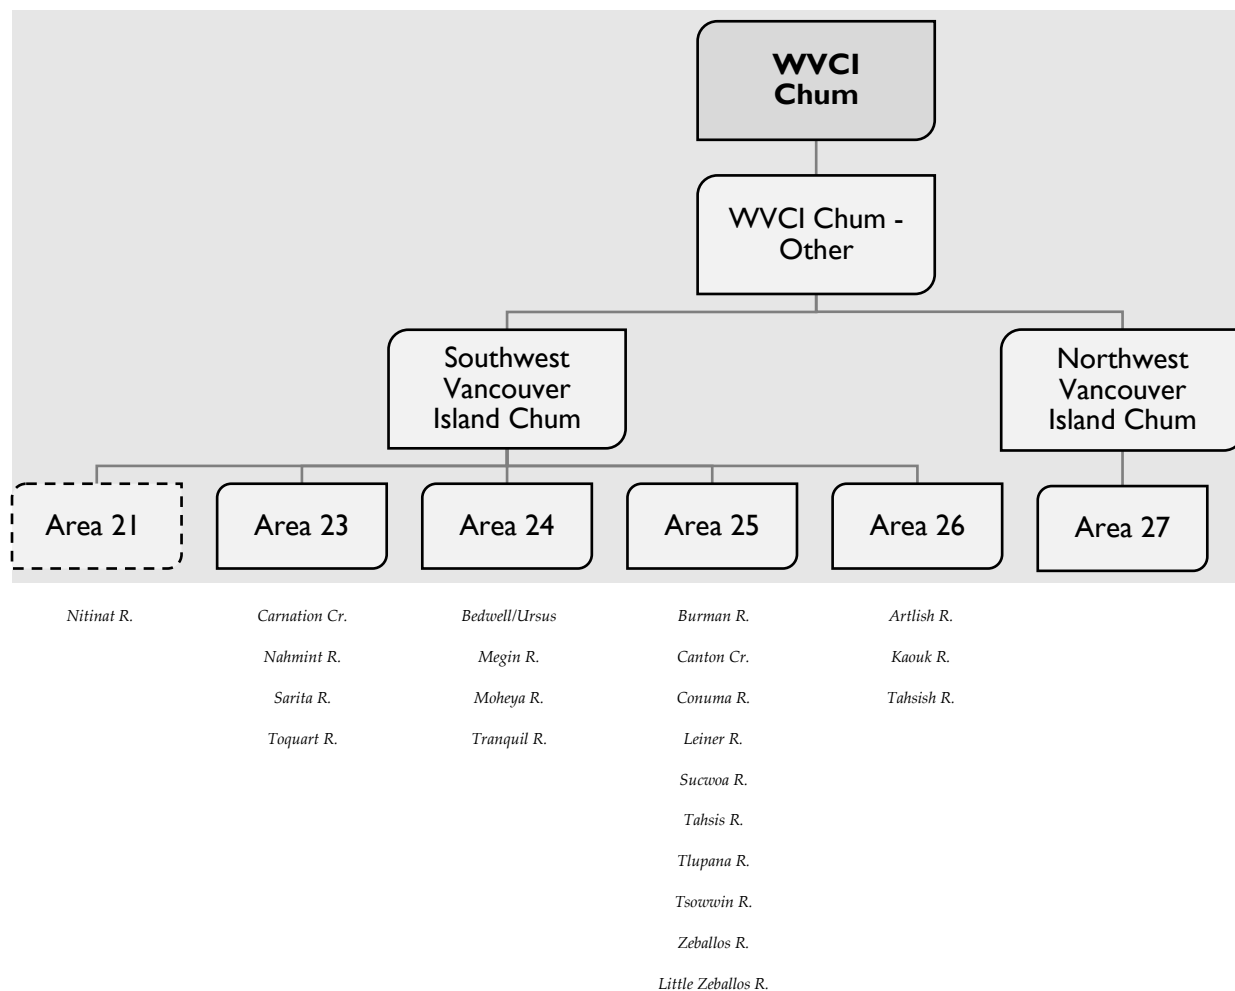 WVCI
Chum
WVCI Chum -
Other
Southwest
Vancouver
Island Chum
Northwest
Vancouver
Island Chum
Area 21
Area 23
Area 24
Area 25
Area 26
Area 27
Nitinat R.
Carnation Cr.
Nahmint R.
Sarita R.
Toquart R.
Bedwell/Ursus
Megin R.
Moheya R.
Tranquil R.
Burman R.
Canton Cr.
Conuma R.
Leiner R.
Sucwoa R.
Tahsis R.
Tlupana R.
Tsowwin R.
Zeballos R.
Little Zeballos R.
Artlish R.
Kaouk R.
Tahsish R.